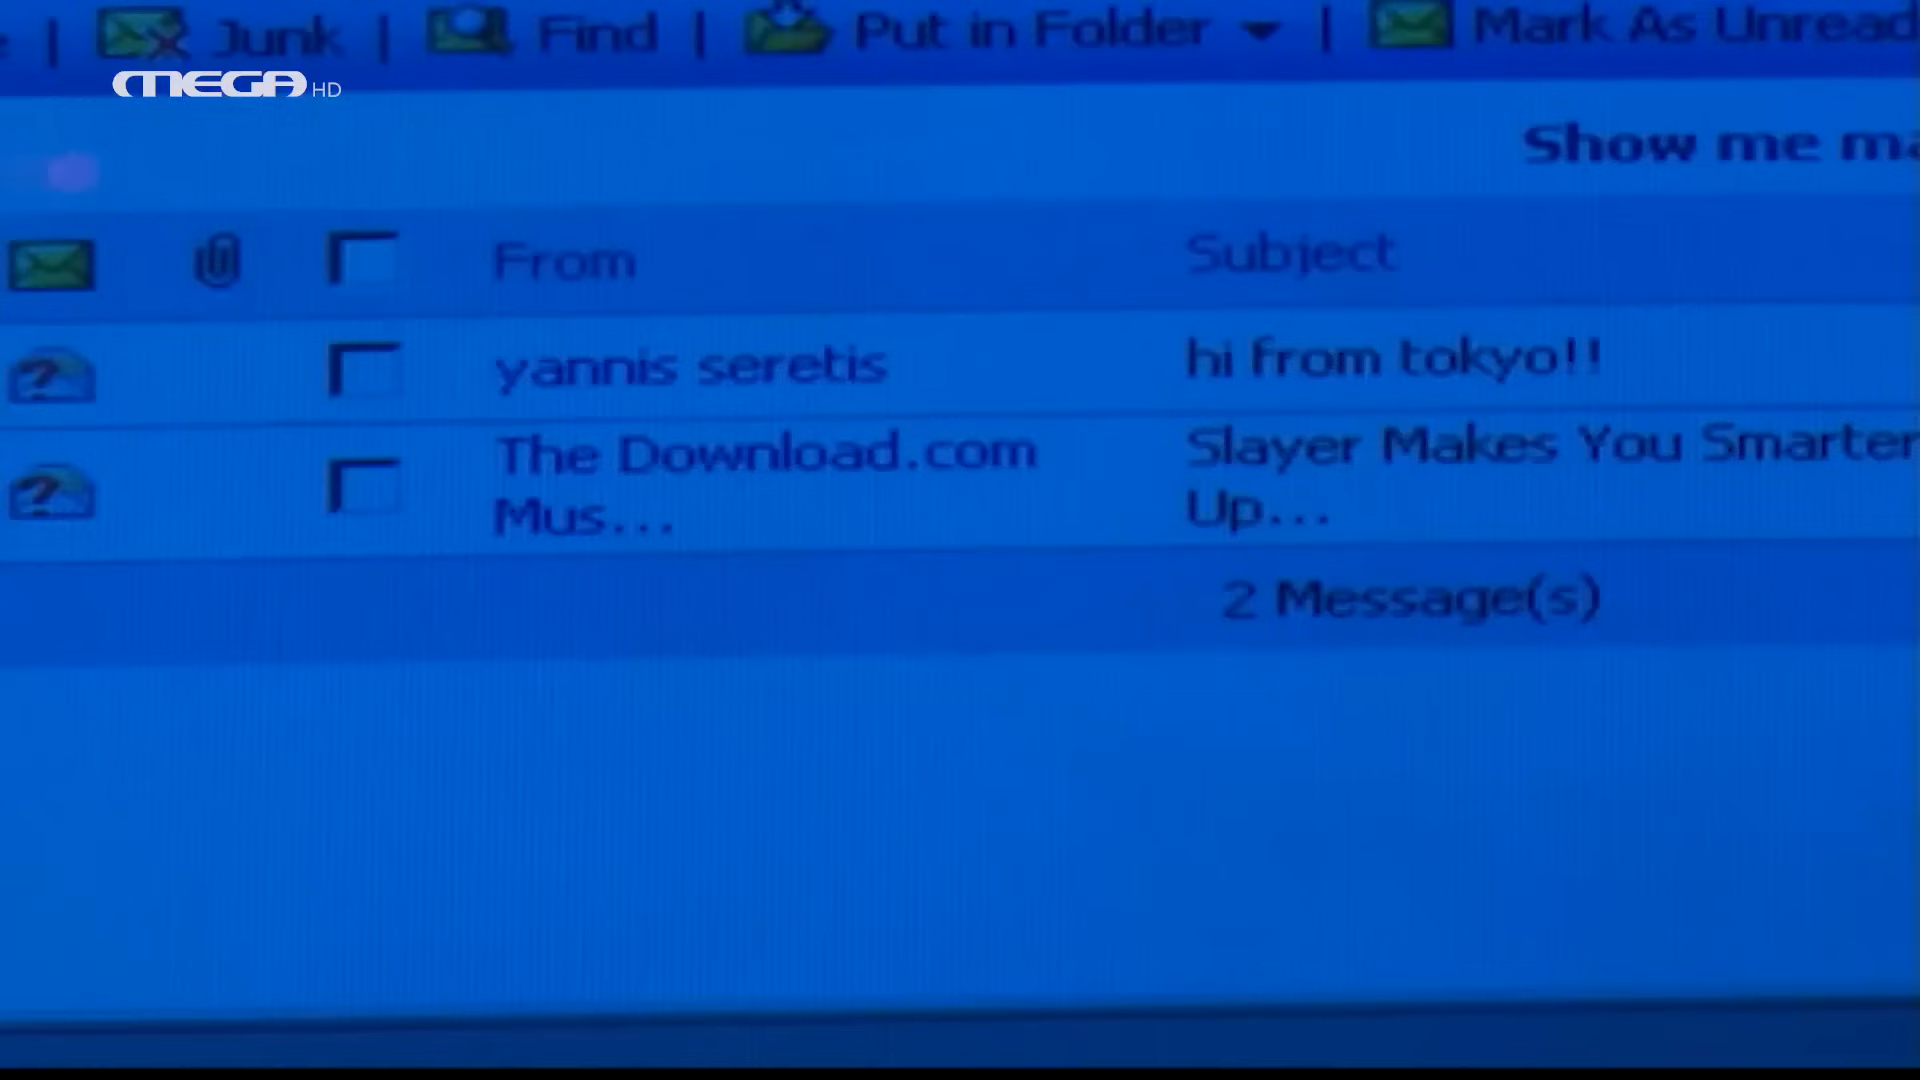 Junk | Find | Put in Folder | Mark As Unread
MEGA HD
Show me
From Subject
yannis seretis hi from tokyo!!
The Download.com Slayer Makes You Smarter
Mus... Up...
2 Message(s)